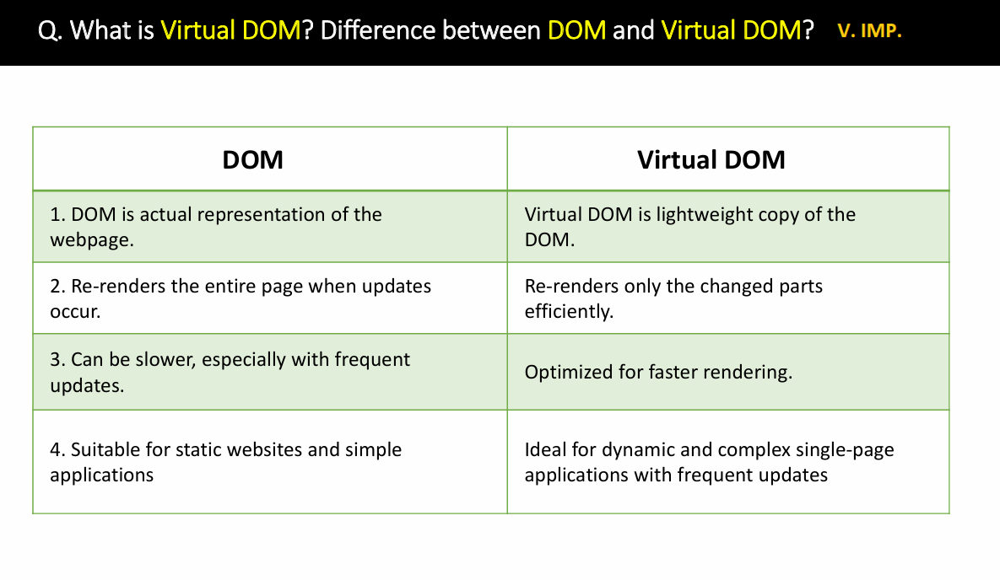 Q. What is Virtual DOM? Difference between DOM and Virtual DOM? V. IMP.
DOM
Virtual DOM
1. DOM is actual representation of the
webpage.
Virtual DOM is lightweight copy of the
DOM.
2. Re-renders the entire page when updates
occur.
Re-renders only the changed parts
efficiently.
3. Can be slower, especially with frequent
updates.
Optimized for faster rendering.
4. Suitable for static websites and simple
applications
Ideal for dynamic and complex single-page
applications with frequent updates